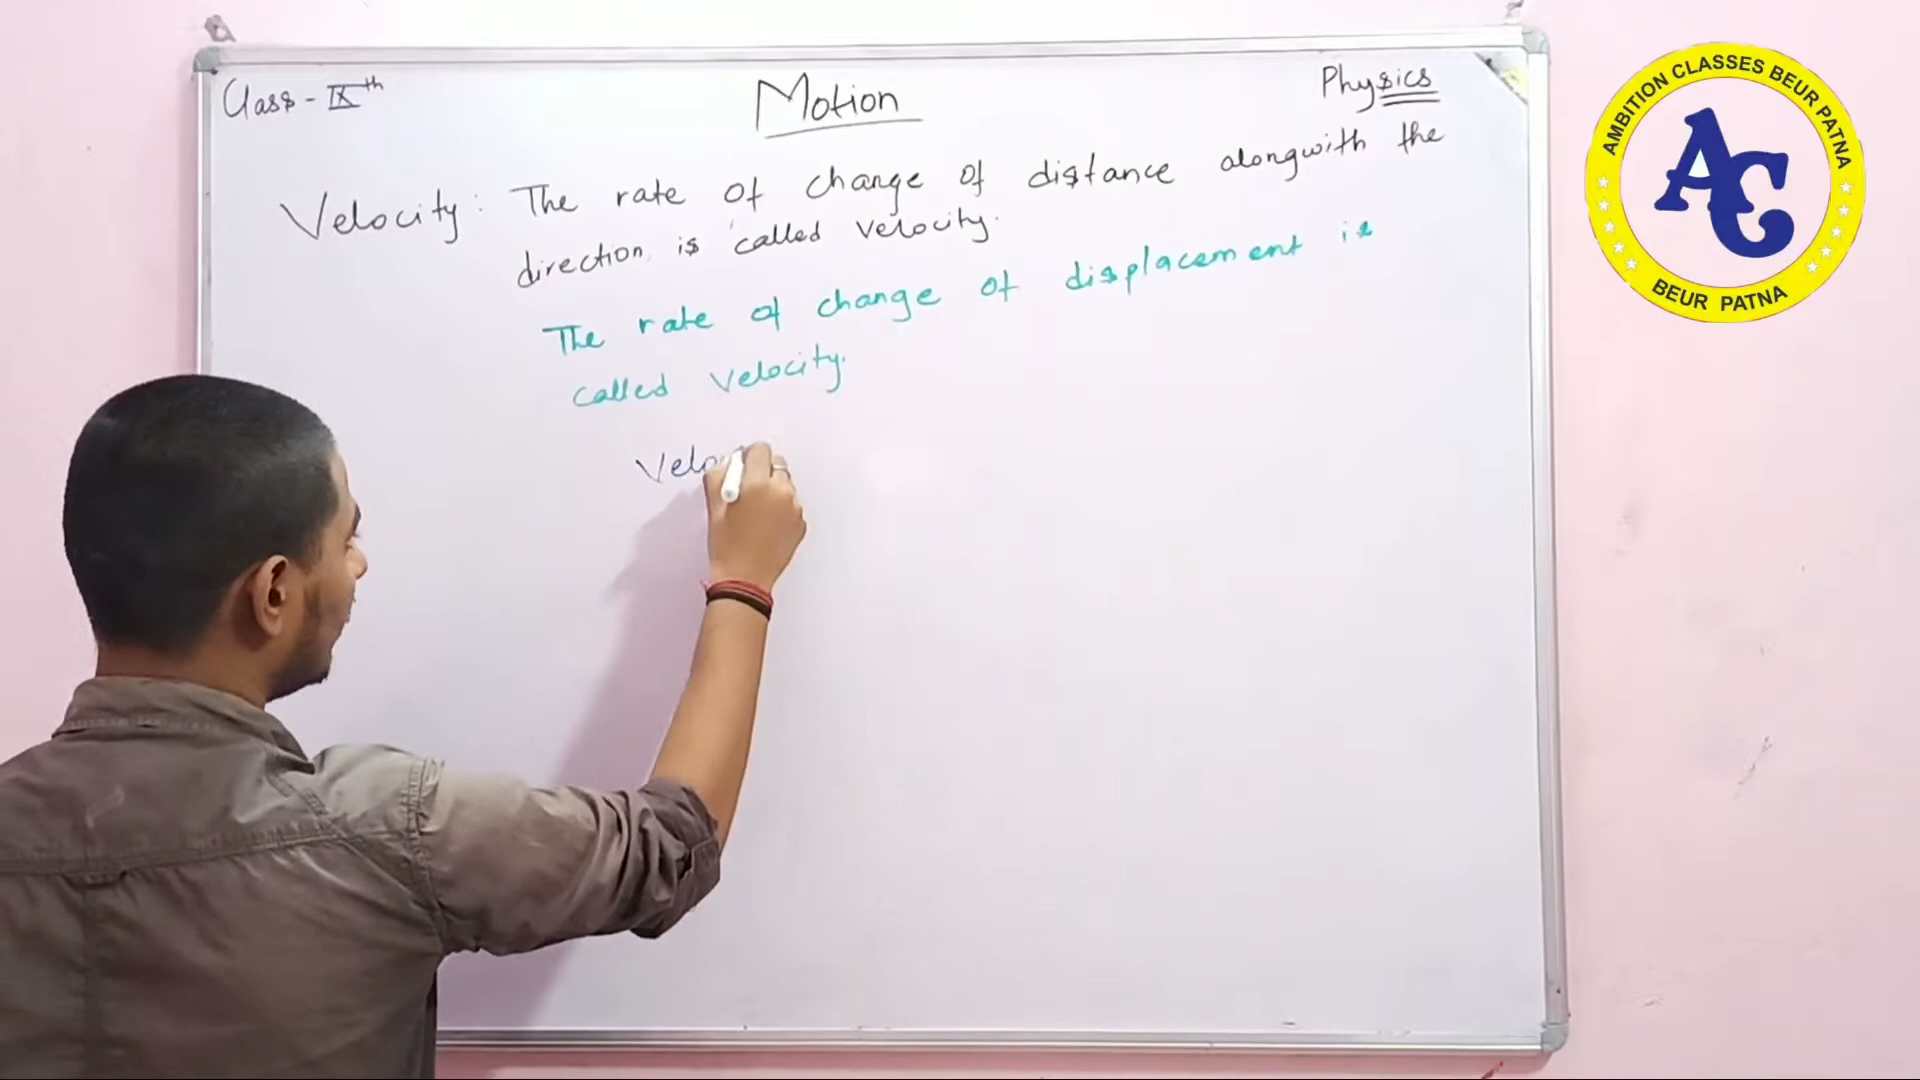 Class - IXth
Motion
Physics
Velocity: The rate of change of distance alongwith the
direction is called velocity.
The rate of change of displacement is
called velocity.
Velo
AMBITION CLASSES BEUR PATNA
AC
BEUR PATNA